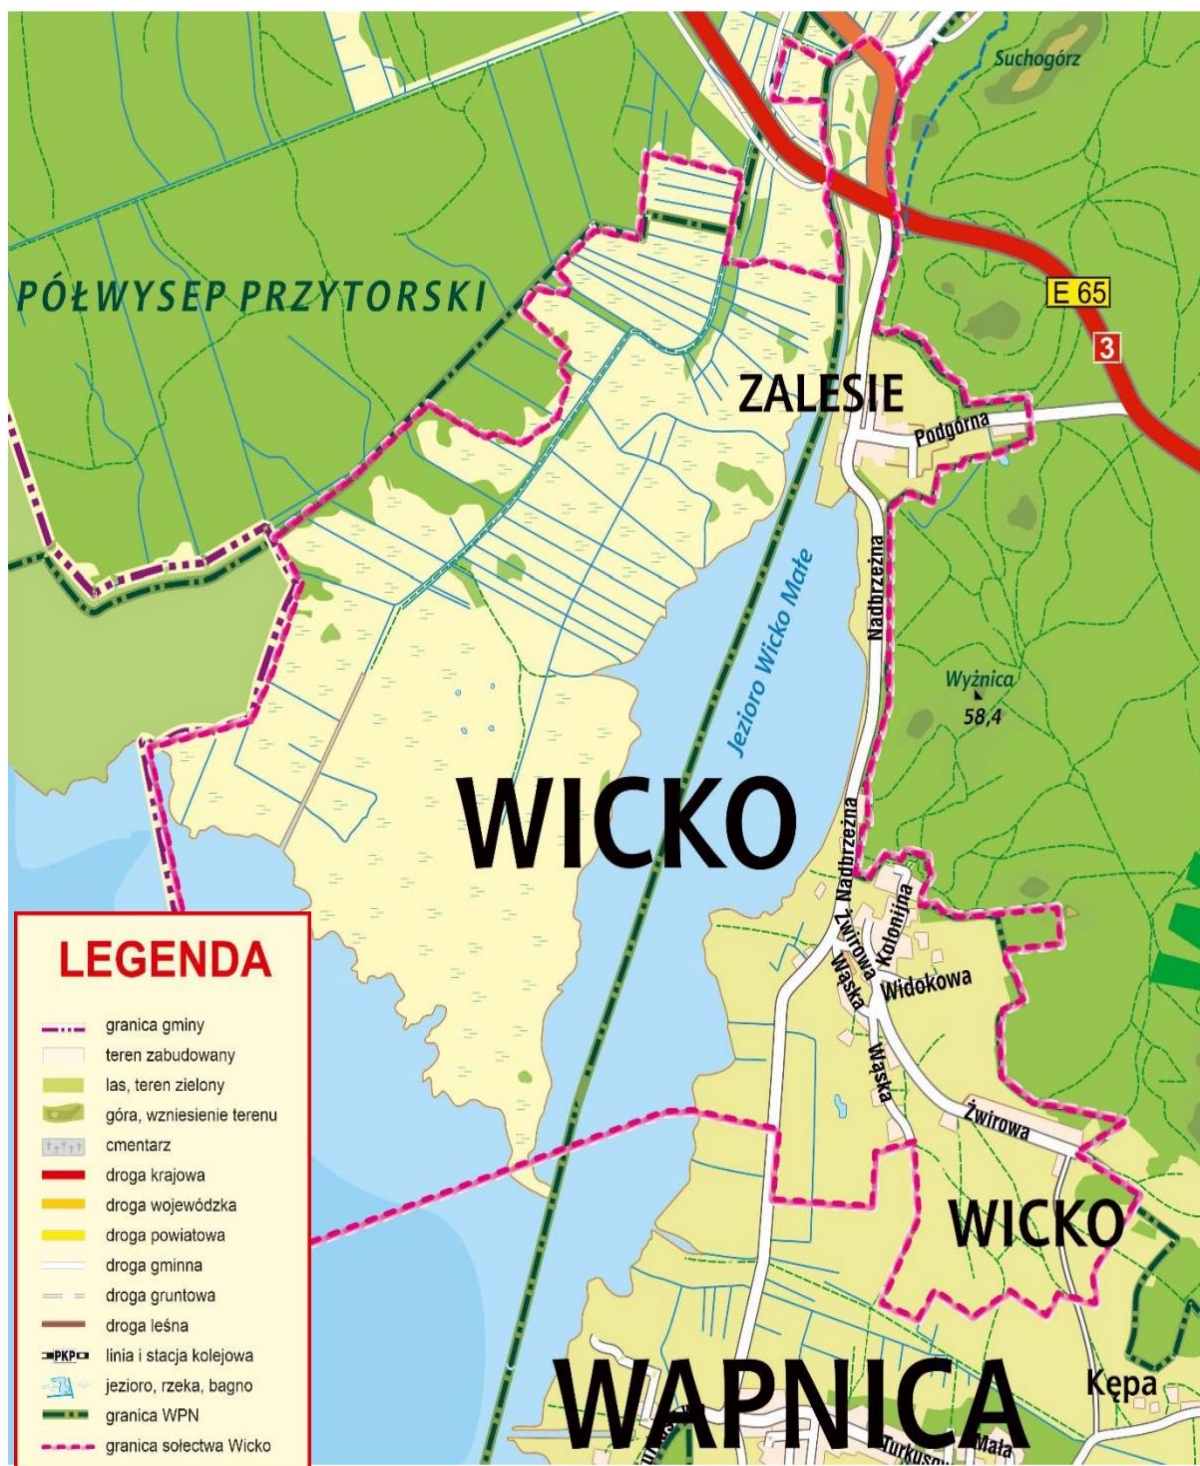 Suchogórz
PÓŁWYSEP PRZYTORSKI
E 65
3
ZALESIE
Podgórna
Nadbrzeżna
Jezioro Wicko Małe
Wyżnica
58,4
WICKO
Nadbrzeżna
Żwirowa
Kolonijna
Wąska
Widokowa
Wąska
Żwirowa
WICKO
WAPNICA
Kępa
Mała
LEGENDA
granica gminy
teren zabudowany
las, teren zielony
góra, wzniesienie terenu
cmentarz
droga krajowa
droga wojewódzka
droga powiatowa
droga gminna
droga gruntowa
droga leśna
PKP linia i stacja kolejowa
jezioro, rzeka, bagno
granica WPN
granica sołectwa Wicko